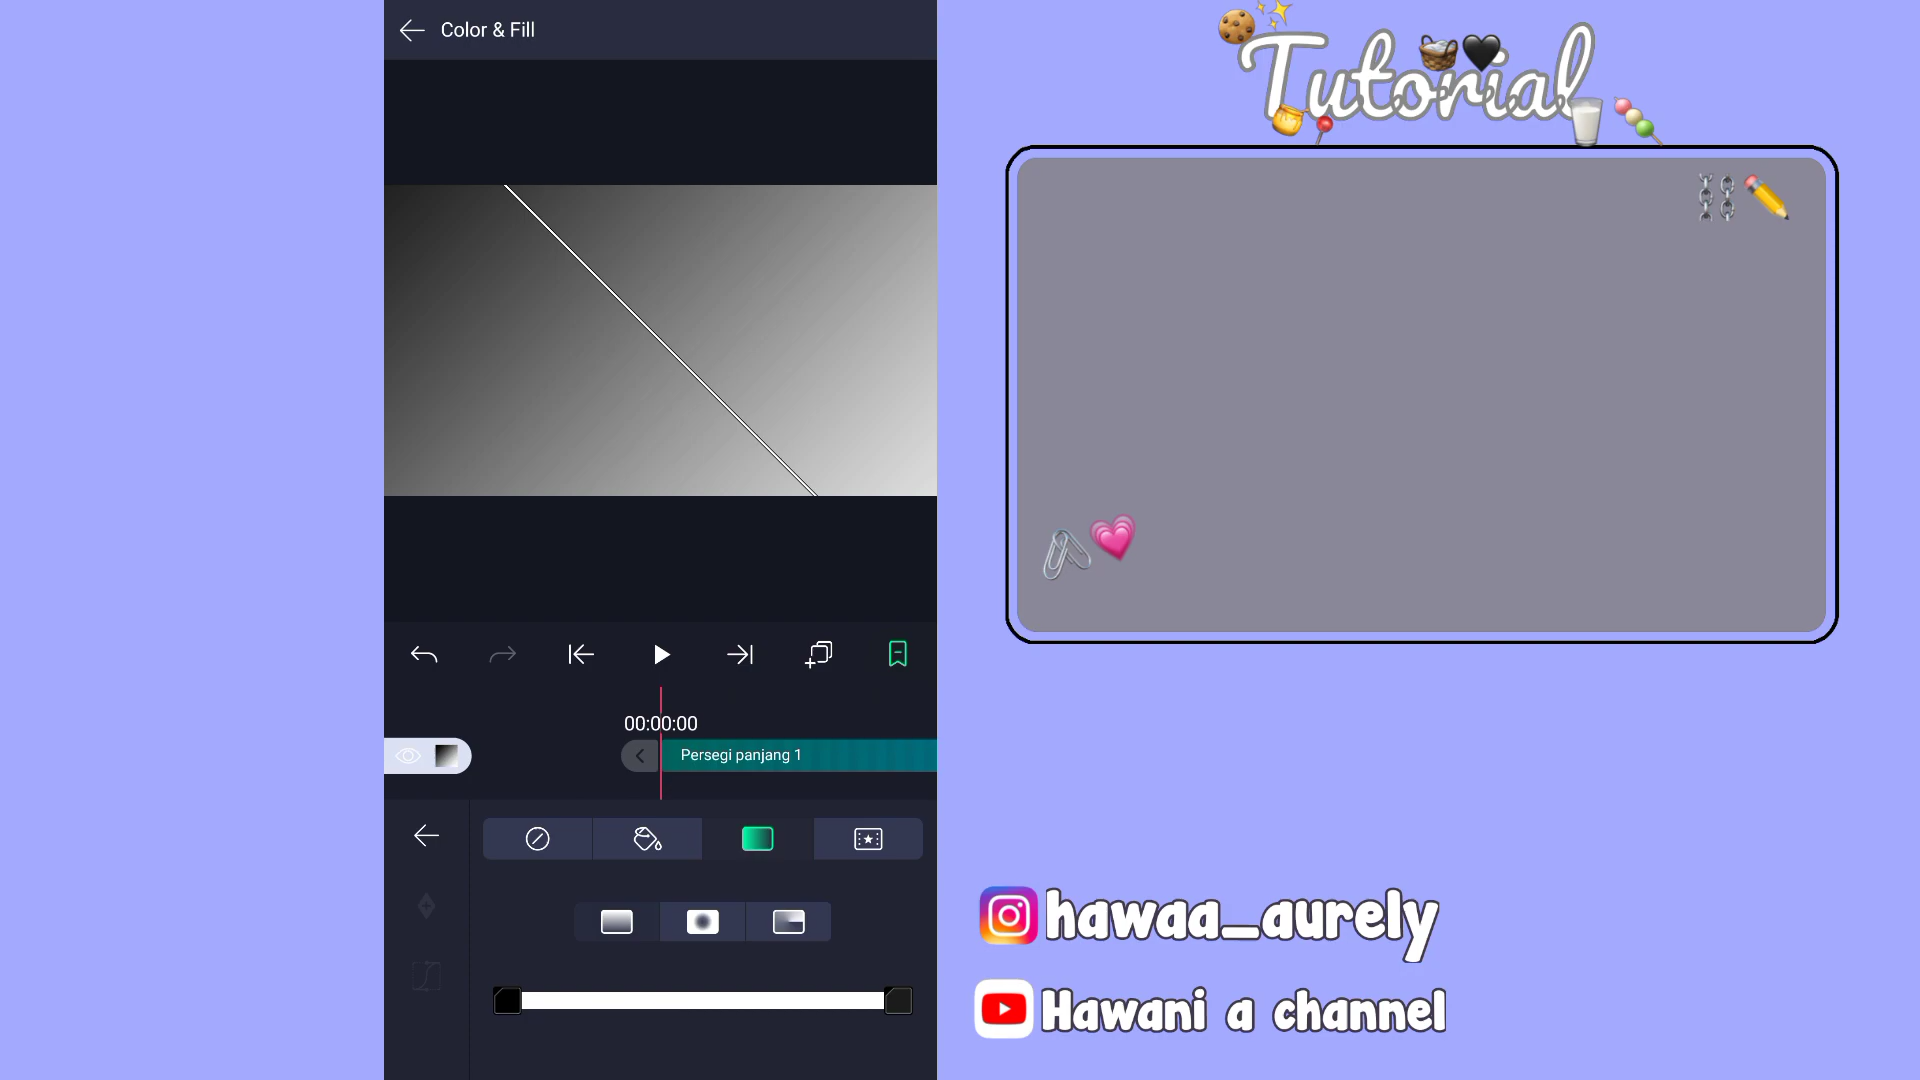 Color & Fill
Tutorial
00:00:00
Persegi panjang 1
hawaa_aurely
Hawani a channel